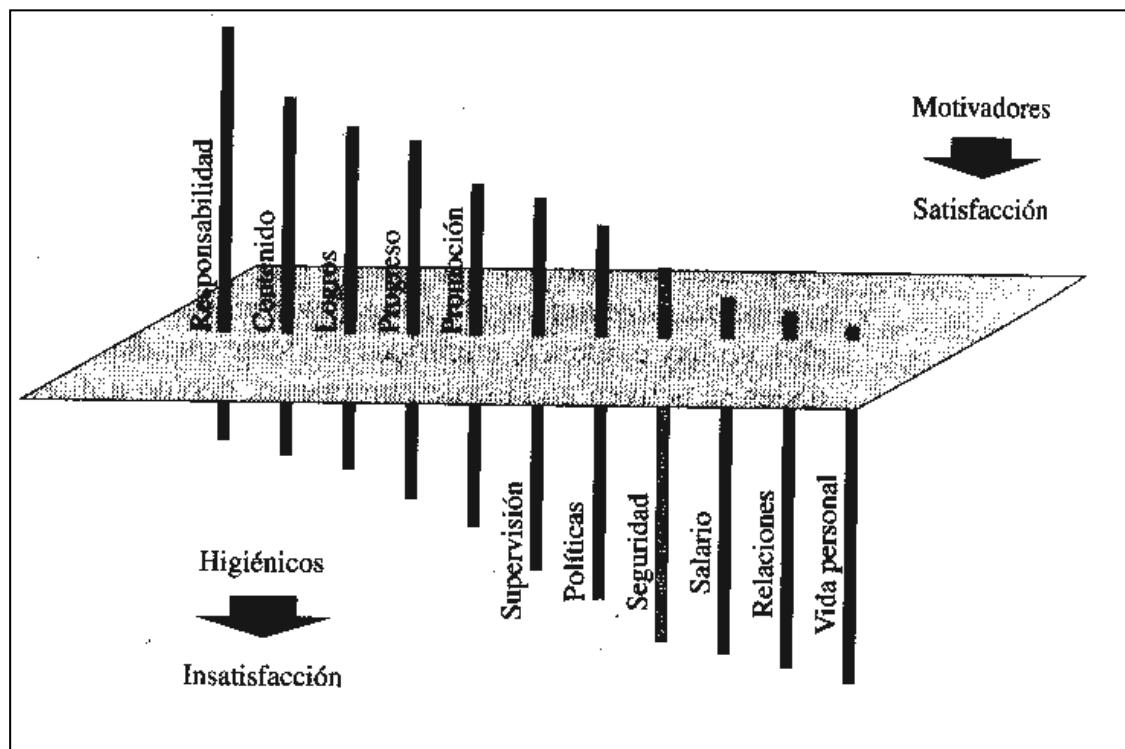 Motivadores
Satisfacción
Responsabilidad
Contenido
Logros
Progreso
Promoción
Supervisión
Políticas
Seguridad
Salario
Relaciones
Vida personal
Higiénicos
Insatisfacción